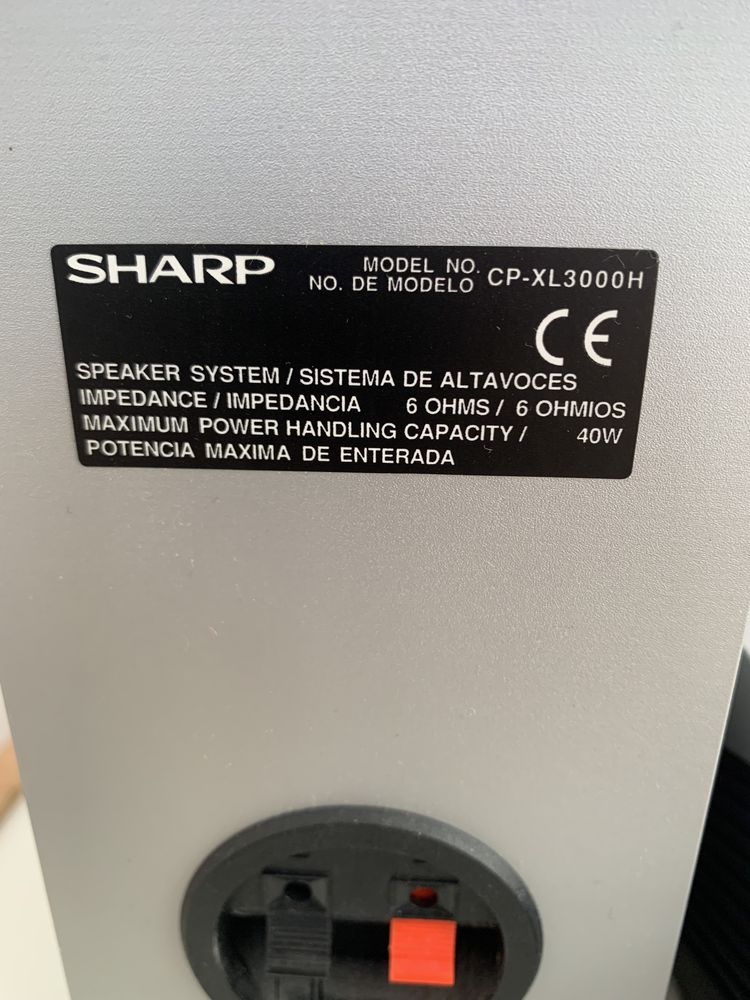 SHARP
MODEL NO.
NO. DE MODELO
CP-XL3000H
CE
SPEAKER SYSTEM / SISTEMA DE ALTAVOCES
IMPEDANCE / IMPEDANCIA 6 OHMS / 6 OHMIOS
MAXIMUM POWER HANDLING CAPACITY / 40W
POTENCIA MAXIMA DE ENTERADA